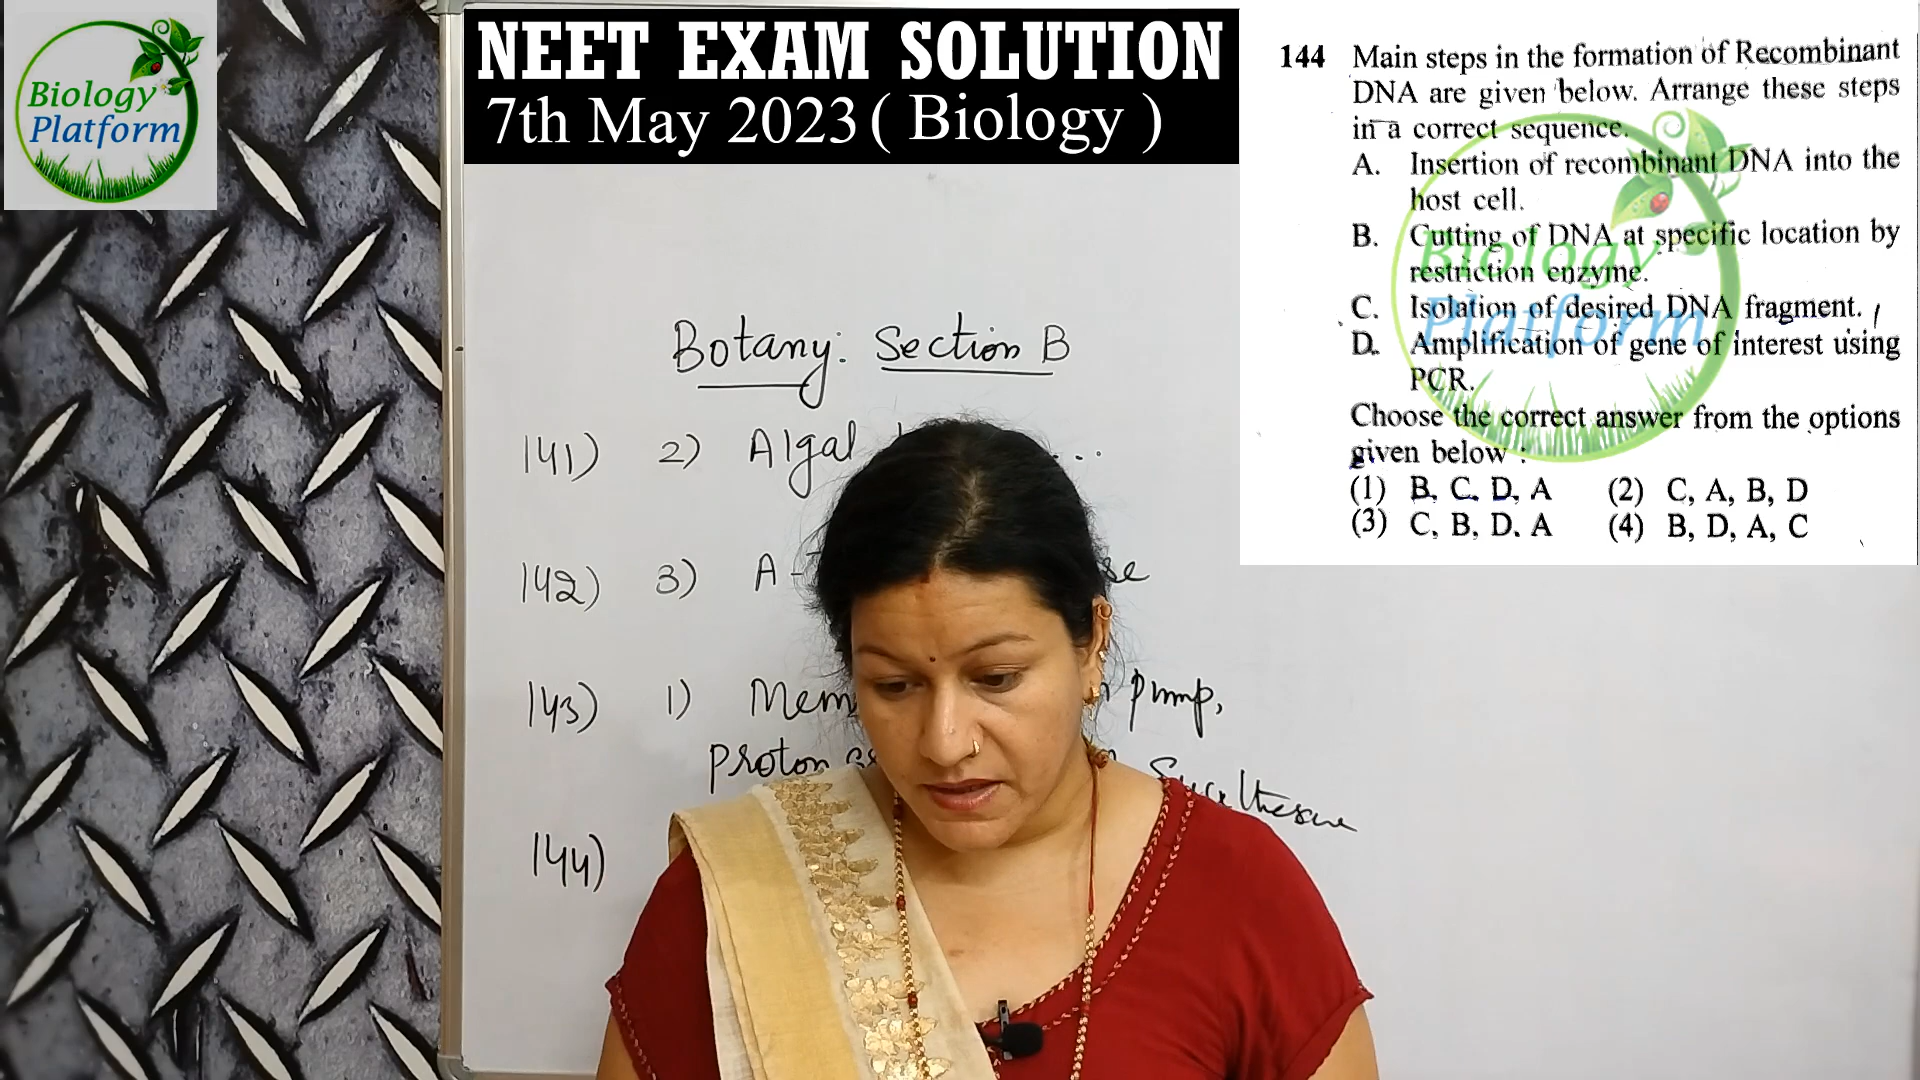 Biology
Platform
NEET EXAM SOLUTION
7th May 2023 ( Biology )
144 Main steps in the formation of Recombinant
DNA are given below. Arrange these steps
in a correct sequence.
A. Insertion of recombinant DNA into the
host cell.
B. Cutting of DNA at specific location by
restriction enzyme.
C. Isolation of desired DNA fragment.
D. Amplification of gene of interest using
PCR.
Choose the correct answer from the options
given below :
(1) B, C, D, A (2) C, A, B, D
(3) C, B, D, A (4) B, D, A, C
Biology
Platform
Botany: Section B
141) 2) Algal ...
142) 3) A-
143) 1) Mem pump,
proton
144)